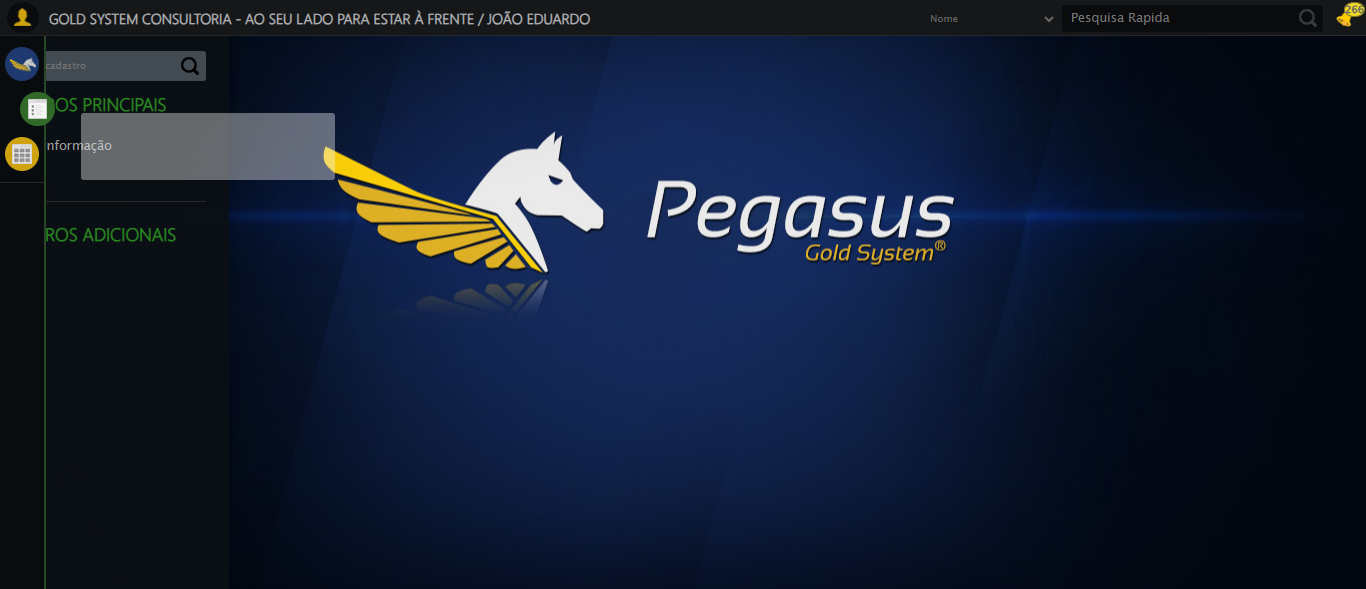 GOLD SYSTEM CONSULTORIA - AO SEU LADO PARA ESTAR À FRENTE / JOÃO EDUARDO
Nome
Pesquisa Rapida
266
cadastro
OS PRINCIPAIS
nformação
ROS ADICIONAIS
Pegasus
Gold System®